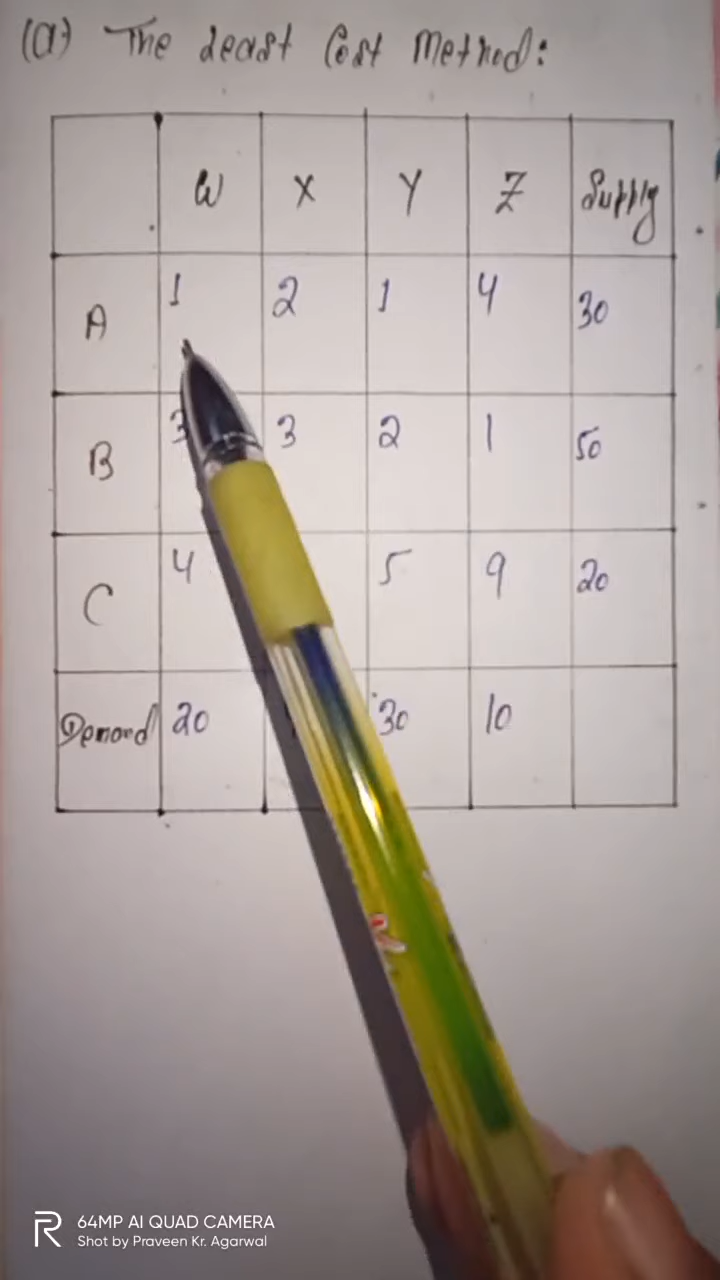 (a) The Least Cost Method:
W X Y Z Supply
A 1 2 1 4 30
B 3 3 2 1 50
C 4 5 9 20
Demand 20 30 10
64MP AI QUAD CAMERA
Shot by Praveen Kr. Agarwal